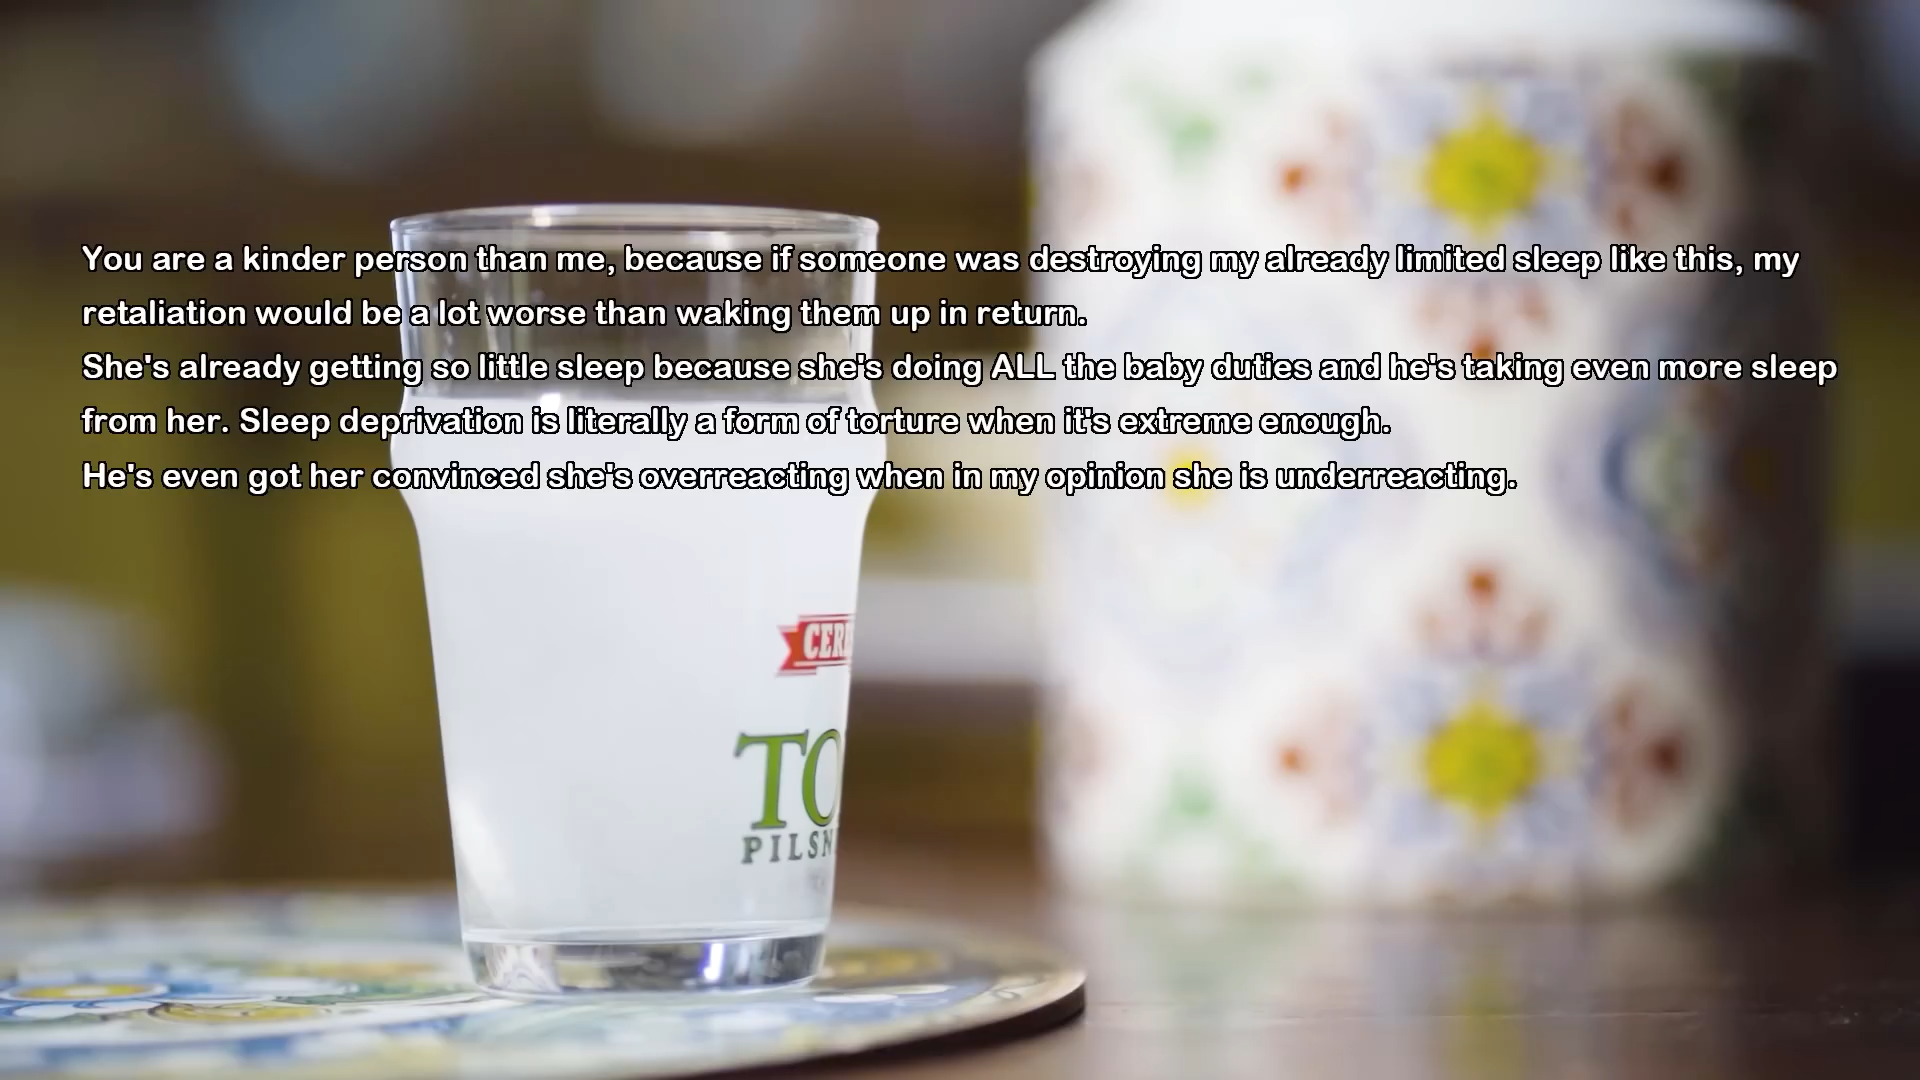 You are a kinder person than me, because if someone was destroying my already limited sleep like this, my
retaliation would be a lot worse than waking them up in return.
She's already getting so little sleep because she's doing ALL the baby duties and he's taking even more sleep
from her. Sleep deprivation is literally a form of torture when it's extreme enough.
He's even got her convinced she's overreacting when in my opinion she is underreacting.